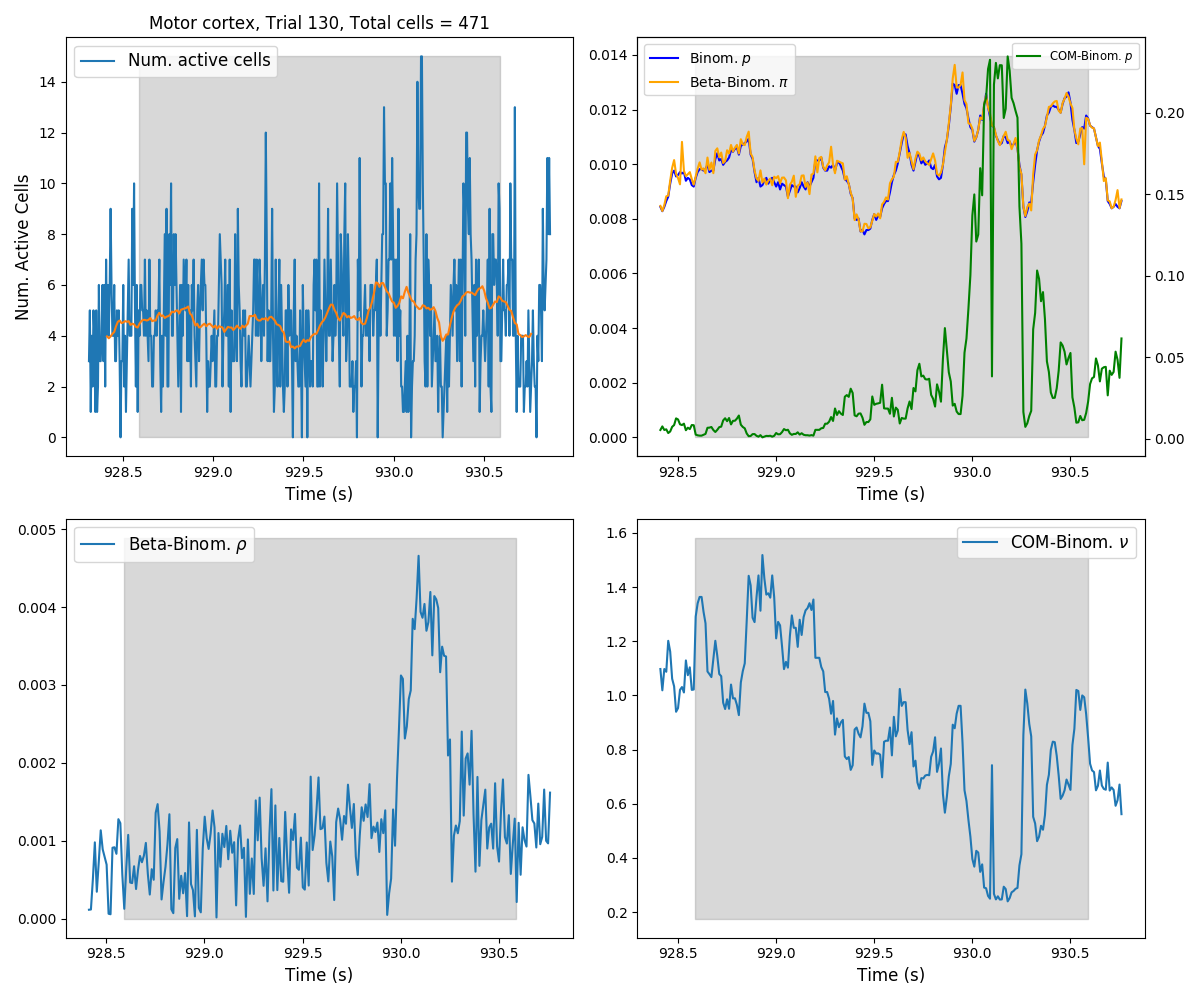 Motor cortex, Trial 130, Total cells = 471
Num. active cells
Num. Active Cells
14
12
10
8
6
4
2
0
928.5 929.0 929.5 930.0 930.5
Time (s)
Binom. p
Beta-Binom. π
COM-Binom. p
0.014
0.012
0.010
0.008
0.006
0.004
0.002
0.000
0.20
0.15
0.10
0.05
0.00
928.5 929.0 929.5 930.0 930.5
Time (s)
Beta-Binom. ρ
0.005
0.004
0.003
0.002
0.001
0.000
928.5 929.0 929.5 930.0 930.5
Time (s)
COM-Binom. ν
1.6
1.4
1.2
1.0
0.8
0.6
0.4
0.2
928.5 929.0 929.5 930.0 930.5
Time (s)